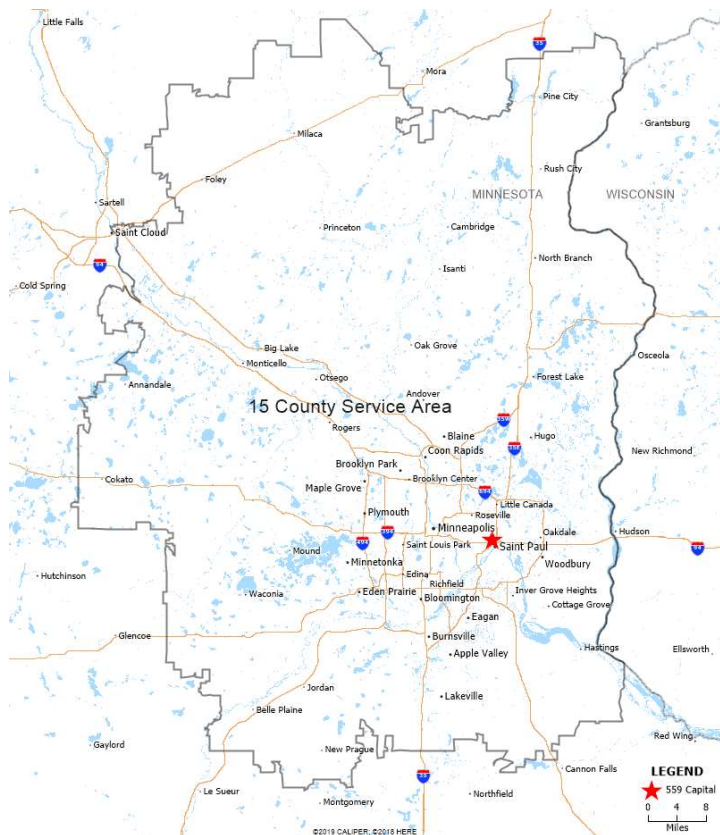 Little Falls
35
Mora
Pine City
Grantsburg
Milaca
Rush City
Foley
MINNESOTA
WISCONSIN
Sartell
Saint Cloud
Princeton
Cambridge
94
Isanti
North Branch
Cold Spring
Oak Grove
Big Lake
Monticello
Osceola
Otsego
Forest Lake
Annandale
Andover
15 County Service Area
Rogers
Blaine
Hugo
Coon Rapids
New Richmond
Brooklyn Park
Cokato
Maple Grove
Brooklyn Center
Little Canada
Plymouth
Roseville
Minneapolis
Oakdale
Hudson
Mound
Saint Louis Park
Saint Paul
94
Minnetonka
Woodbury
Hutchinson
Edina
Waconia
Eden Prairie
Richfield
Bloomington
Inver Grove Heights
Cottage Grove
Eagan
Glencoe
Burnsville
Hastings
Apple Valley
Ellsworth
Jordan
Lakeville
Belle Plaine
Gaylord
New Prague
Red Wing
Cannon Falls
LEGEND
35
559 Capital
Le Sueur
Montgomery
Northfield
0 4 8
Miles
©2019 CALIPER; ©2018 HERE